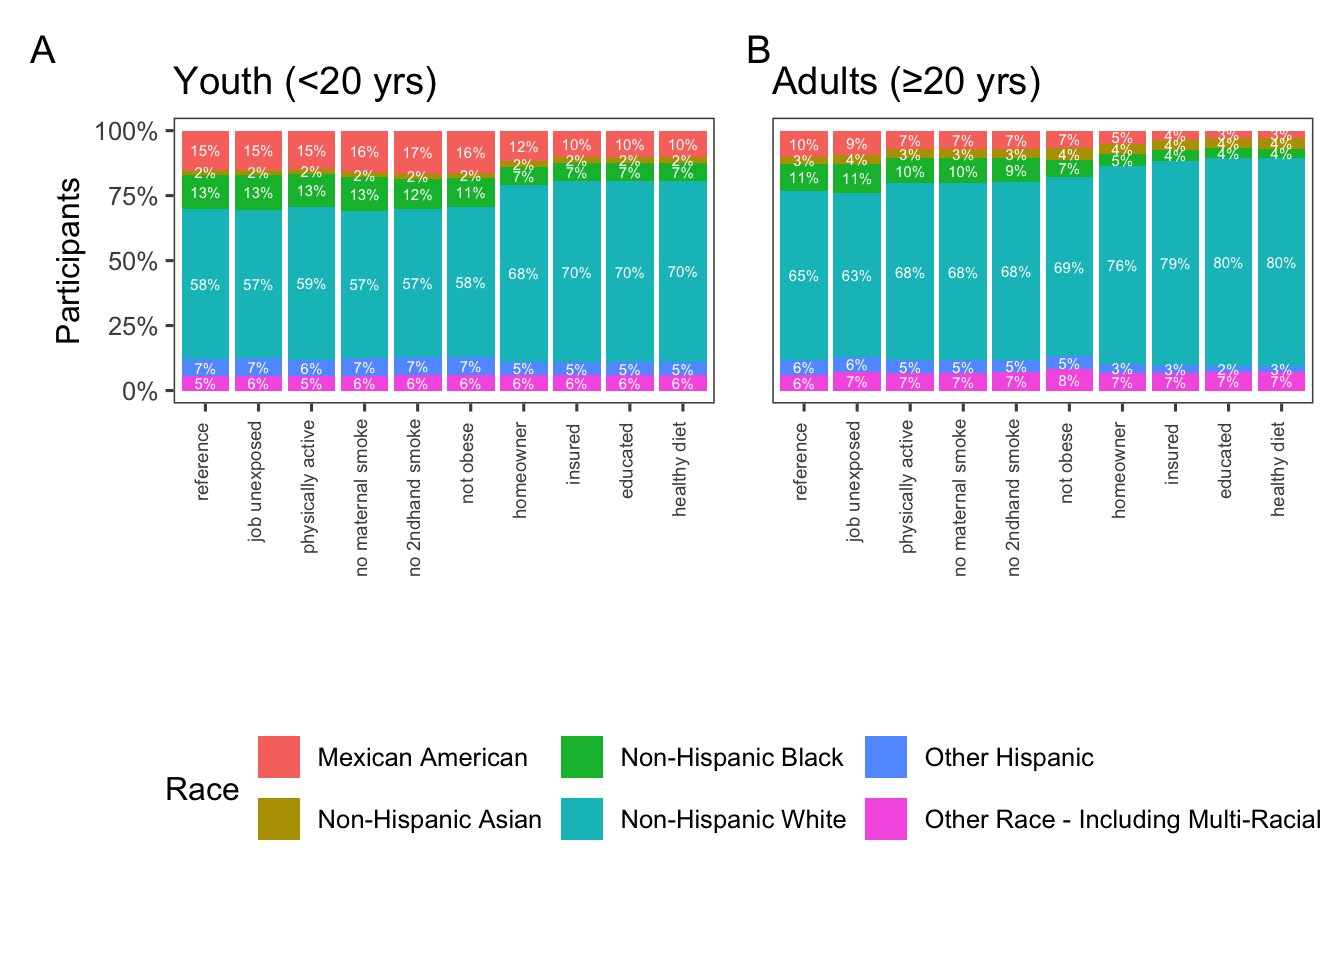 A
B
Youth (<20 yrs)
Adults (≥20 yrs)
Participants
100%
75%
50%
25%
0%
15% 15% 15% 16% 17% 16% 12% 10% 10% 10%
2% 2% 2% 2% 2% 2% 2% 2% 2% 2%
13% 13% 13% 13% 12% 11% 7% 7% 7% 7%
58% 57% 59% 57% 57% 58% 68% 70% 70% 70%
7% 7% 6% 7% 7% 7% 5% 5% 5% 5%
5% 6% 5% 6% 6% 6% 6% 6% 6% 6%
reference
job unexposed
physically active
no maternal smoke
no 2ndhand smoke
not obese
homeowner
insured
educated
healthy diet
10% 9% 7% 7% 7% 7% 5% 4% 3% 3%
3% 4% 3% 3% 3% 4% 4% 4% 4% 4%
11% 11% 10% 10% 9% 7% 5% 4% 4% 4%
65% 63% 68% 68% 68% 69% 76% 79% 80% 80%
6% 6% 5% 5% 5% 5% 3% 3% 2% 3%
6% 7% 7% 7% 7% 8% 7% 7% 7% 7%
reference
job unexposed
physically active
no maternal smoke
no 2ndhand smoke
not obese
homeowner
insured
educated
healthy diet
Race
Mexican American
Non-Hispanic Asian
Non-Hispanic Black
Non-Hispanic White
Other Hispanic
Other Race - Including Multi-Racial